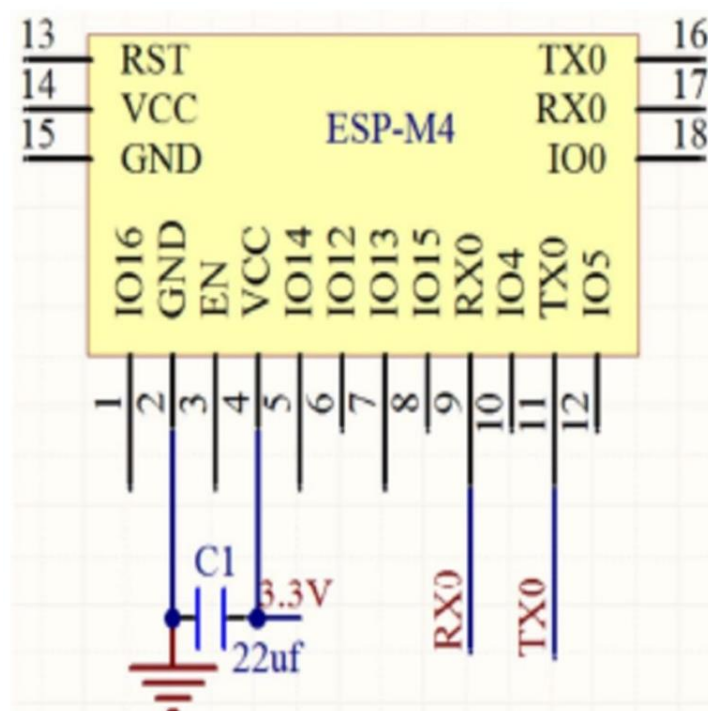 13 RST TX0 16
14 VCC RX0 17
ESP-M4
15 GND IO0 18
IO16 GND EN VCC IO14 IO12 IO13 IO15 RX0 IO4 TX0 IO5
1 2 3 4 5 6 7 8 9 10 11 12
C1
3.3V
22uf
RX0 TX0